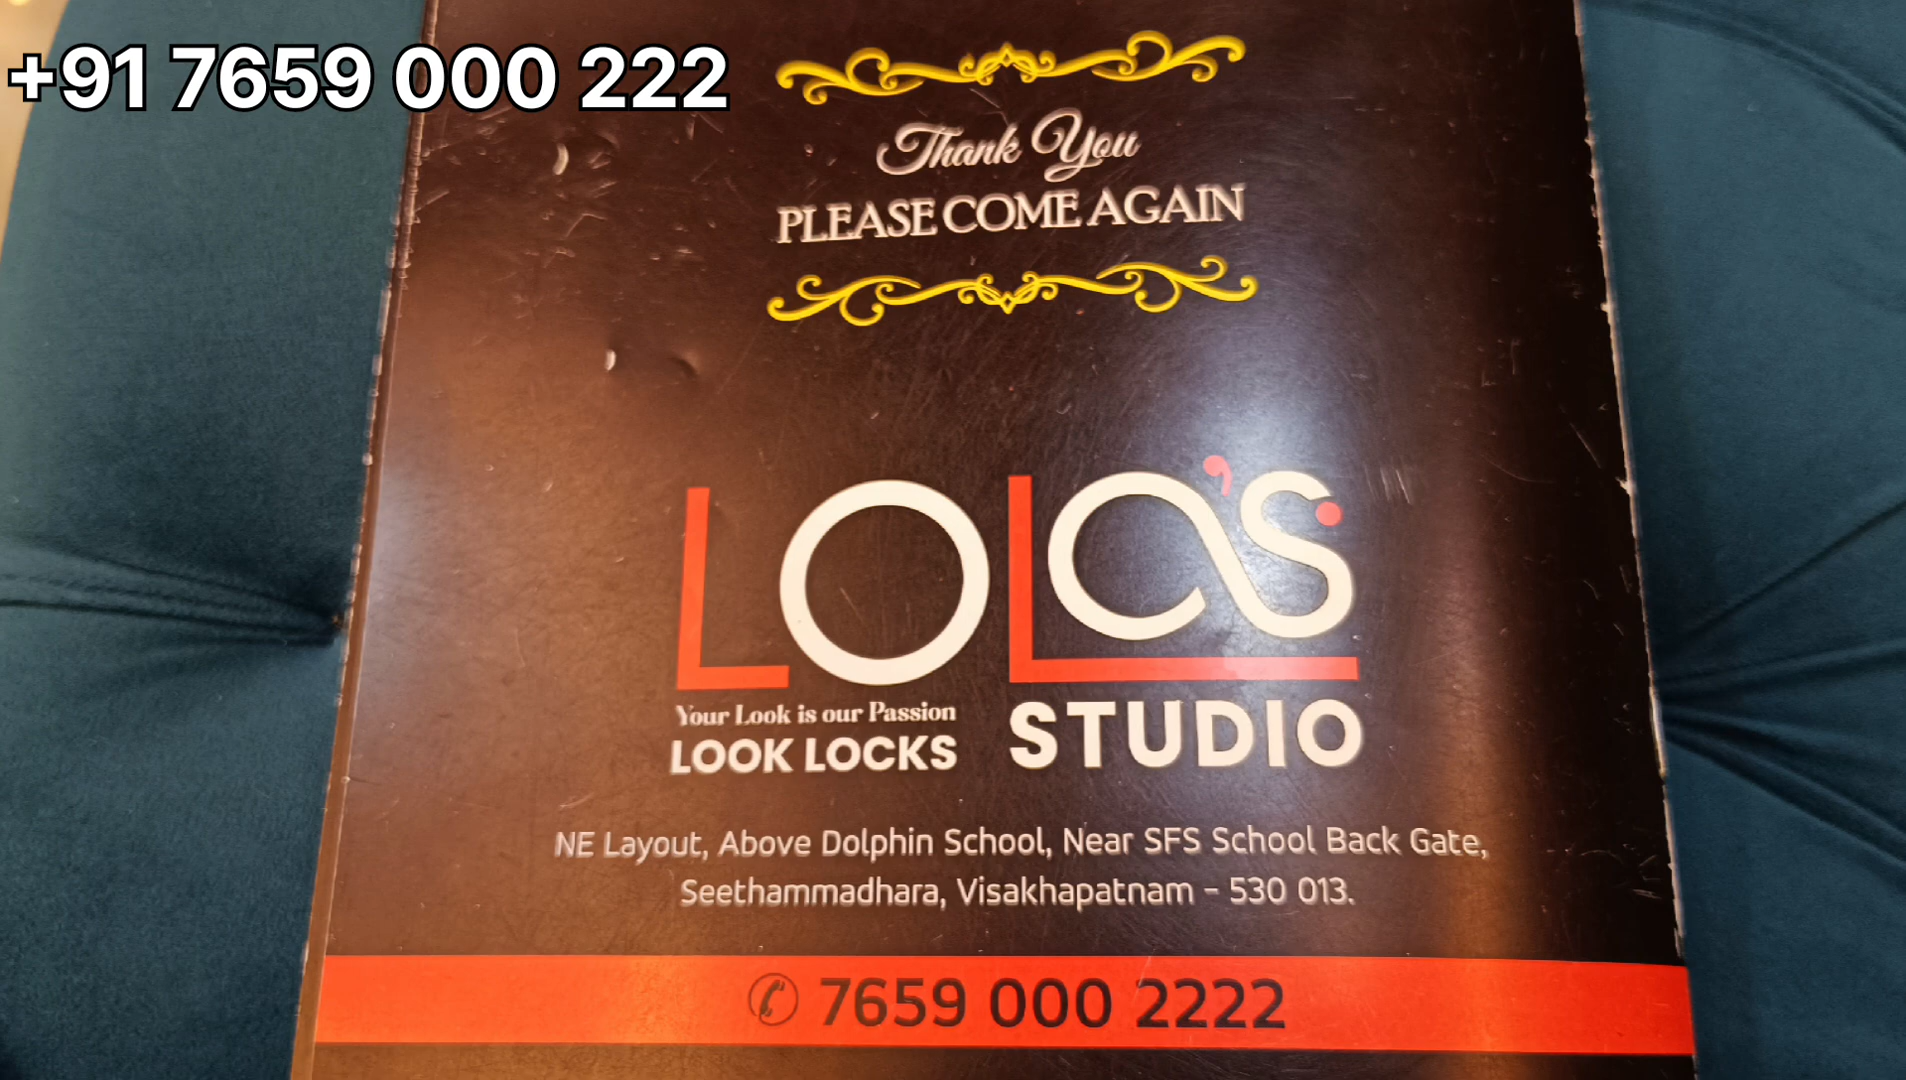 +91 7659 000 222
Thank You
PLEASE COME AGAIN
LOLA'S
Your Look is our Passion
LOOK LOCKS
STUDIO
NE Layout, Above Dolphin School, Near SFS School Back Gate,
Seethammadhara, Visakhapatnam - 530 013.
✆ 7659 000 2222